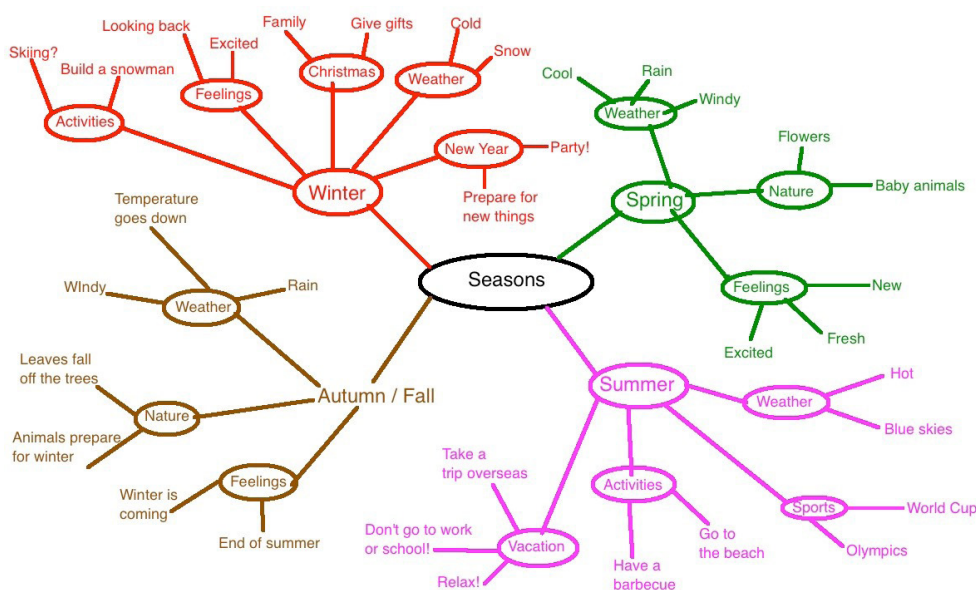 Seasons
Winter
Activities
Skiing?
Build a snowman
Feelings
Looking back
Excited
Christmas
Family
Give gifts
Weather
Cold
Snow
New Year
Party!
Prepare for
new things
Spring
Weather
Cool
Rain
Windy
Nature
Flowers
Baby animals
Feelings
New
Fresh
Excited
Summer
Weather
Hot
Blue skies
Sports
World Cup
Olympics
Activities
Go to
the beach
Have a
barbecue
Vacation
Take a
trip overseas
Don't go to work
or school!
Relax!
Autumn / Fall
Weather
Temperature
goes down
WIndy
Rain
Nature
Leaves fall
off the trees
Animals prepare
for winter
Feelings
Winter is
coming
End of summer